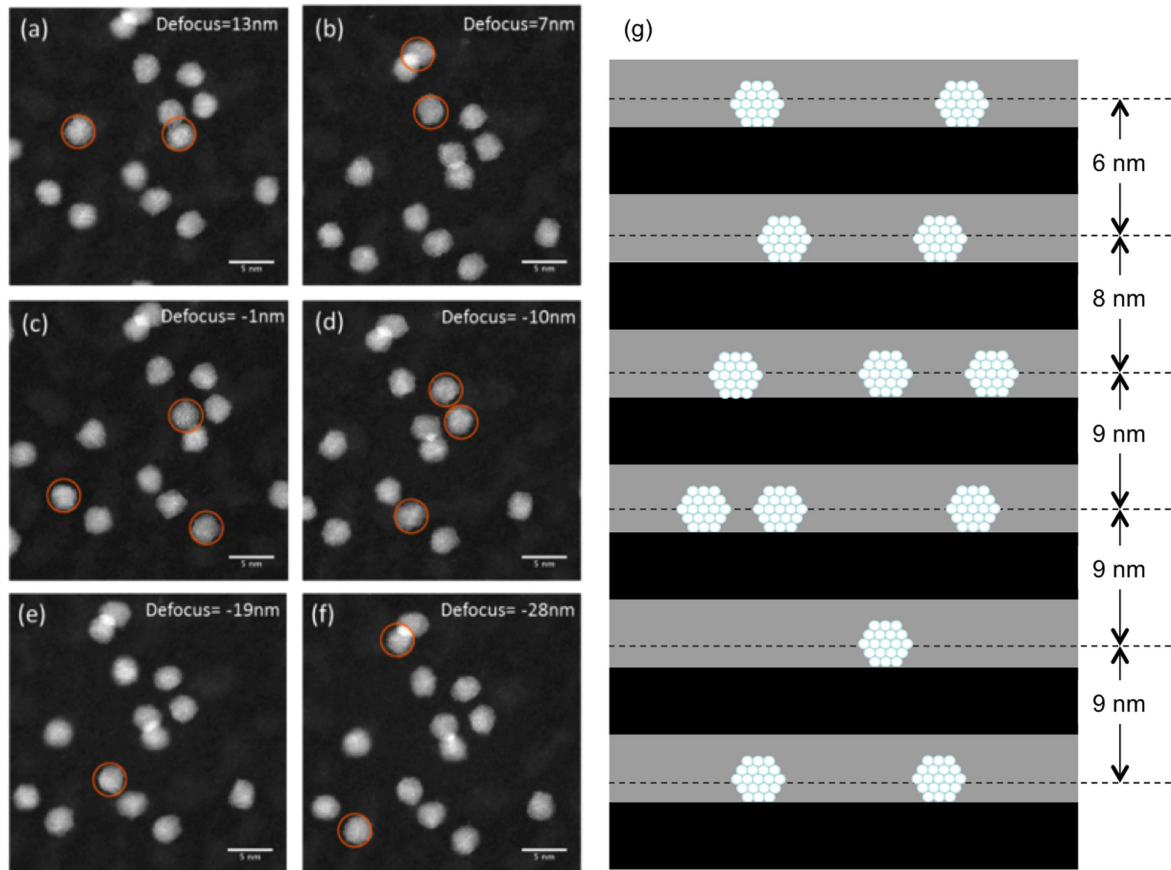 (a) Defocus=13nm
5 nm
(b) Defocus=7nm
5 nm
(c) Defocus= -1nm
5 nm
(d) Defocus= -10nm
5 nm
(e) Defocus= -19nm
5 nm
(f) Defocus= -28nm
5 nm
(g)
6 nm
8 nm
9 nm
9 nm
9 nm